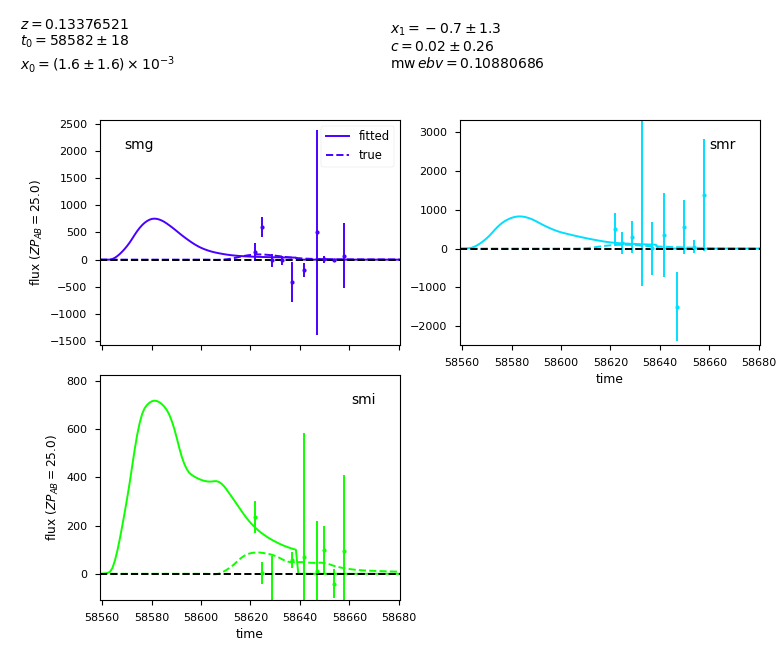 z = 0.13376521
t₀ = 58582 ± 18
x₀ = (1.6 ± 1.6) × 10⁻³
x₁ = − 0.7 ± 1.3
c = 0.02 ± 0.26
mw ebv = 0.10880686
smg
fitted
true
2500
2000
1500
1000
500
0
−500
−1000
−1500
flux (ZP_AB = 25.0)
smr
3000
2000
1000
0
−1000
−2000
58560 58580 58600 58620 58640 58660 58680
time
smi
800
600
400
200
0
flux (ZP_AB = 25.0)
58560 58580 58600 58620 58640 58660 58680
time